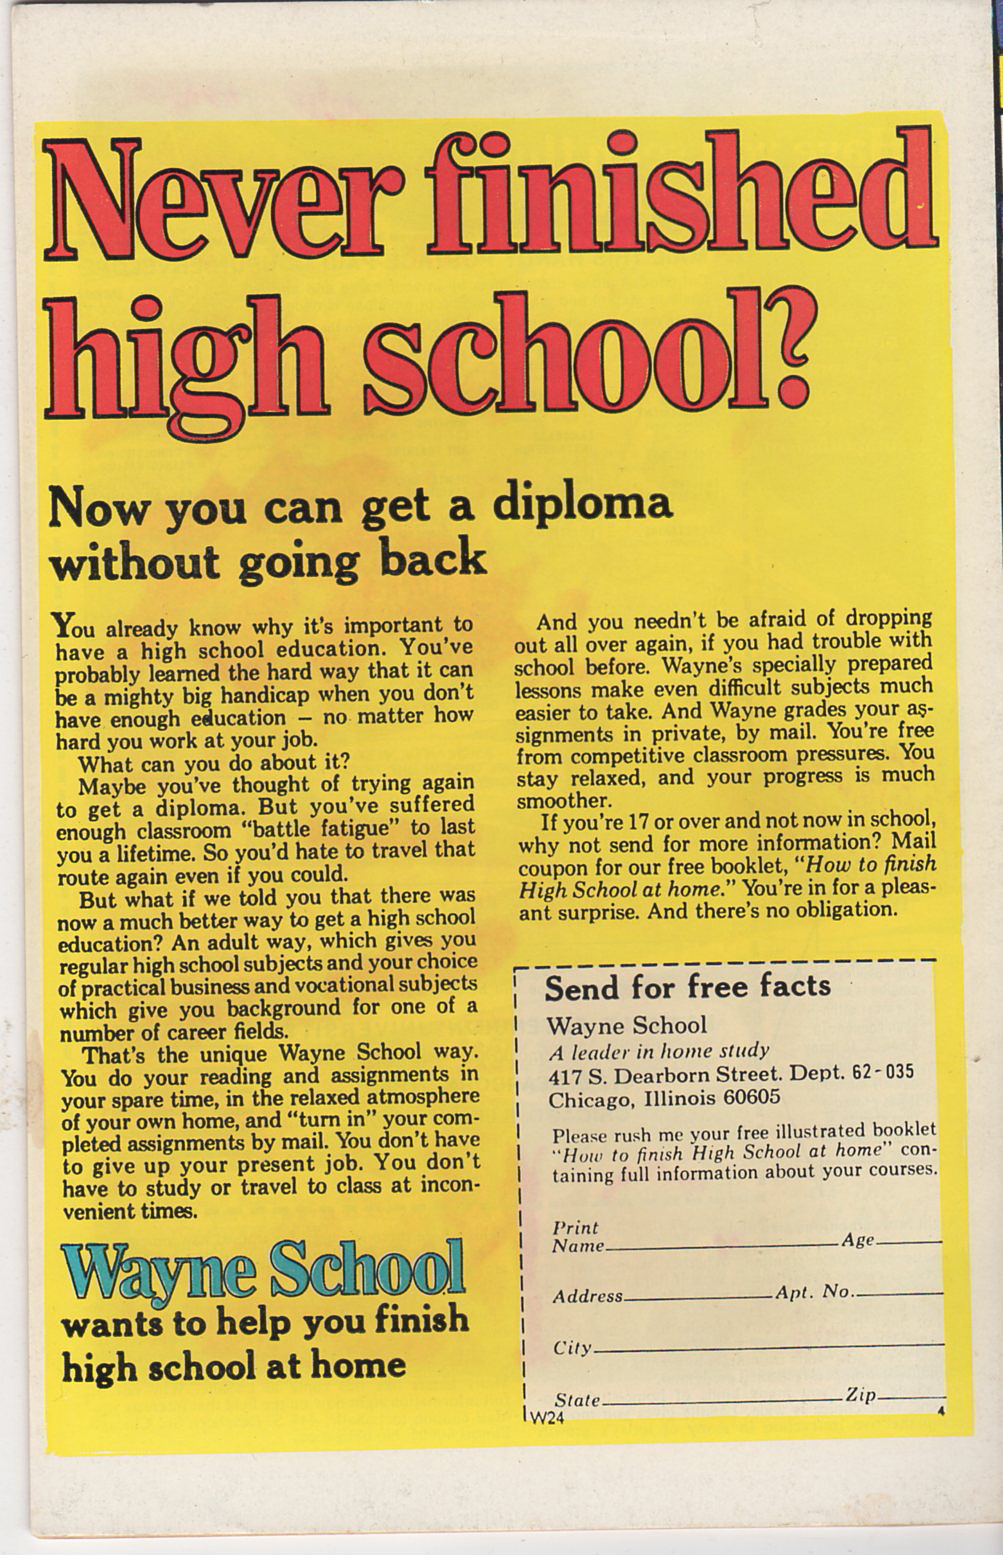 Never finished
high school?
Now you can get a diploma
without going back
You already know why it's important to
have a high school education. You've
probably learned the hard way that it can
be a mighty big handicap when you don't
have enough education – no matter how
hard you work at your job.
What can you do about it?
Maybe you've thought of trying again
to get a diploma. But you've suffered
enough classroom "battle fatigue" to last
you a lifetime. So you'd hate to travel that
route again even if you could.
But what if we told you that there was
now a much better way to get a high school
education? An adult way, which gives you
regular high school subjects and your choice
of practical business and vocational subjects
which give you background for one of a
number of career fields.
That's the unique Wayne School way.
You do your reading and assignments in
your spare time, in the relaxed atmosphere
of your own home, and "turn in" your com-
pleted assignments by mail. You don't have
to give up your present job. You don't
have to study or travel to class at incon-
venient times.
Wayne School
wants to help you finish
high school at home
And you needn't be afraid of dropping
out all over again, if you had trouble with
school before. Wayne's specially prepared
lessons make even difficult subjects much
easier to take. And Wayne grades your as-
signments in private, by mail. You're free
from competitive classroom pressures. You
stay relaxed, and your progress is much
smoother.
If you're 17 or over and not now in school,
why not send for more information? Mail
coupon for our free booklet, "How to finish
High School at home." You're in for a pleas-
ant surprise. And there's no obligation.
Send for free facts
Wayne School
A leader in home study
417 S. Dearborn Street. Dept. 62-035
Chicago, Illinois 60605
Please rush me your free illustrated booklet
"How to finish High School at home" con-
taining full information about your courses.
Print
Name Age
Address Apt. No.
City
State Zip
W24 4